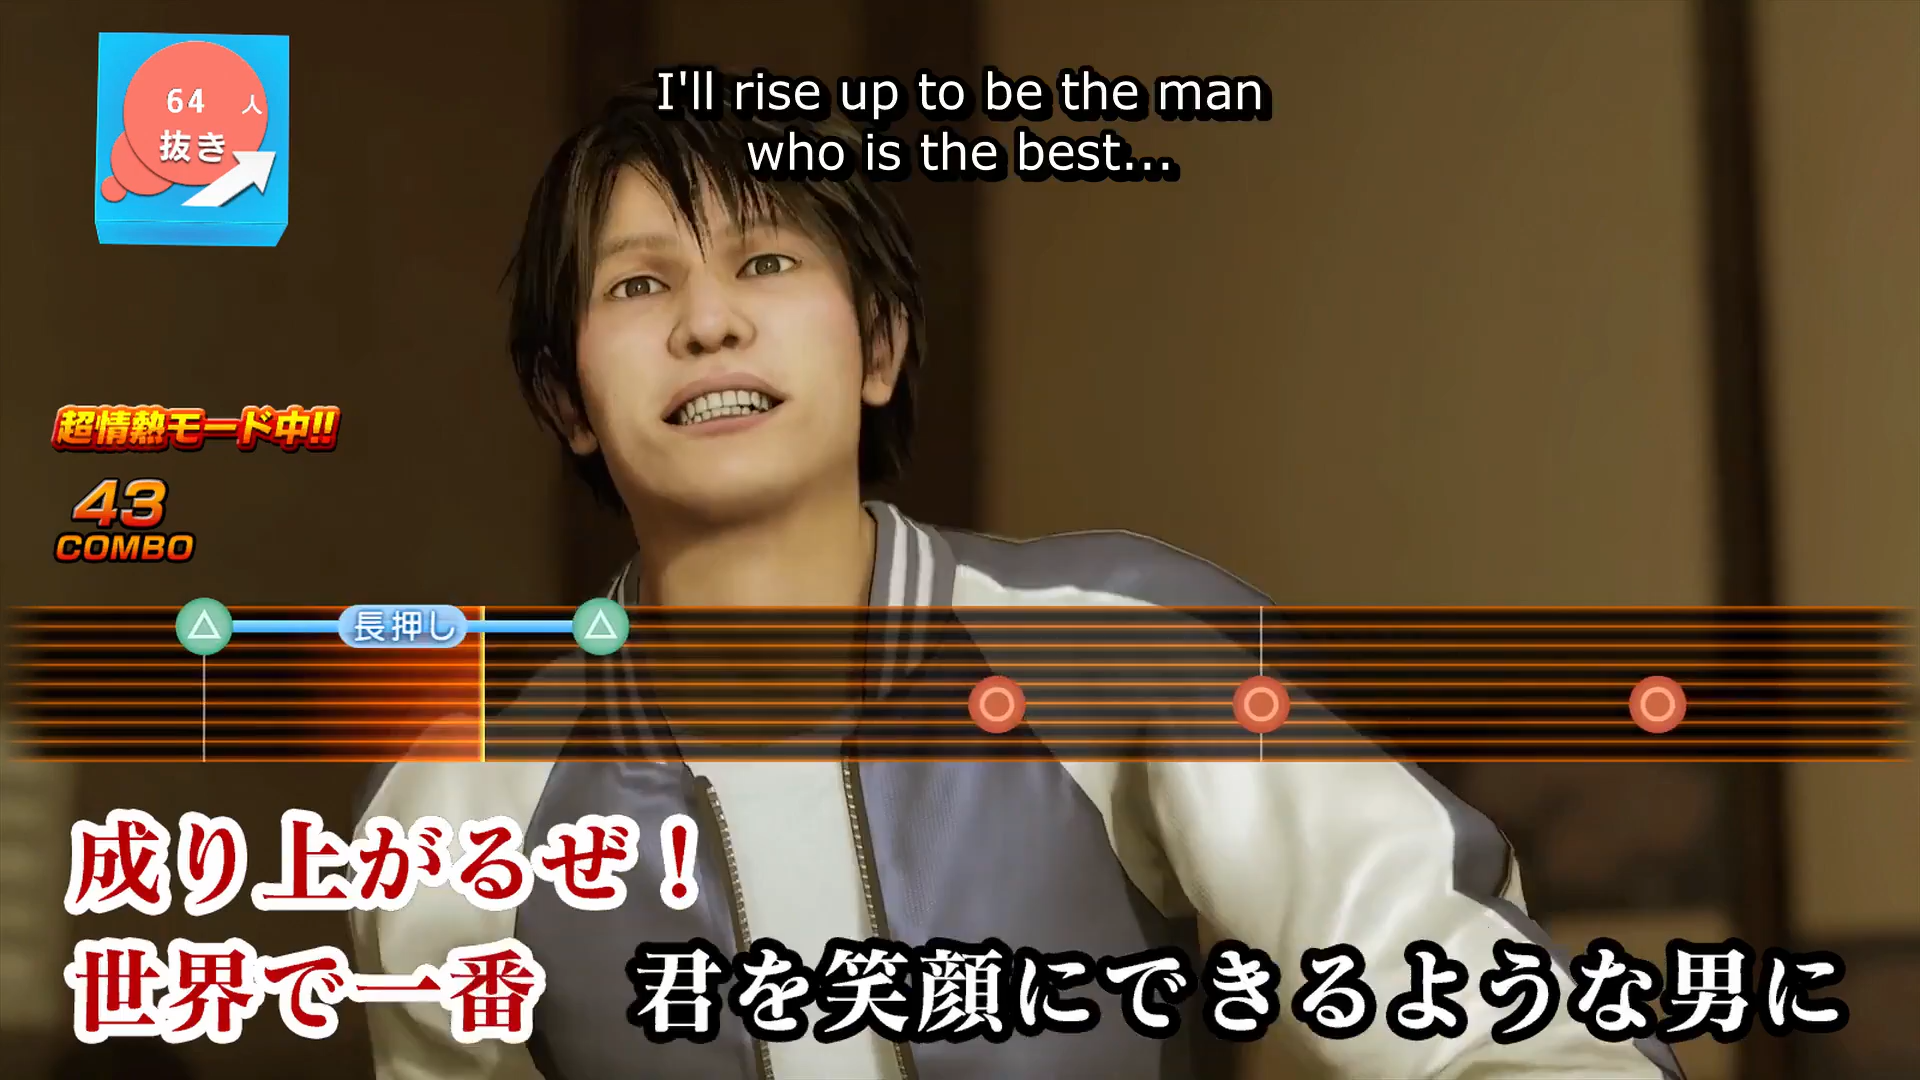 64 人
抜き
I'll rise up to be the man
who is the best...
超情熱モード中!!
43
COMBO
長押し
成り上がるぜ！
世界で一番 君を笑顔にできるような男に